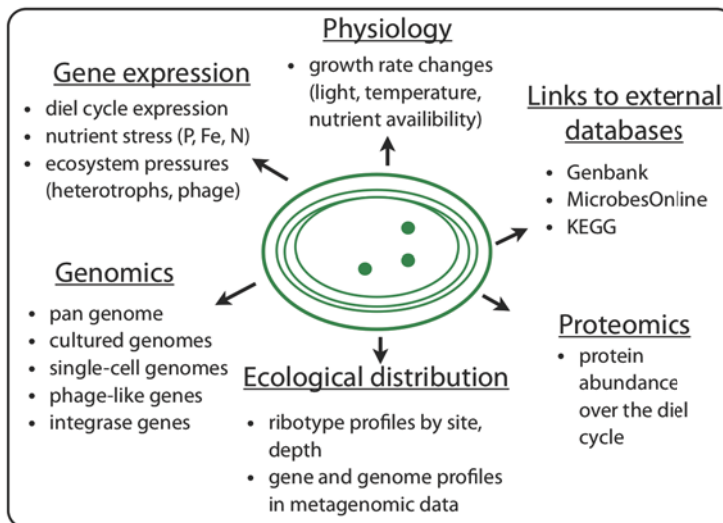 Physiology
• growth rate changes
(light, temperature,
nutrient availibility)
Gene expression
• diel cycle expression
• nutrient stress (P, Fe, N)
• ecosystem pressures
(heterotrophs, phage)
Links to external
databases
• Genbank
• MicrobesOnline
• KEGG
Genomics
• pan genome
• cultured genomes
• single-cell genomes
• phage-like genes
• integrase genes
Proteomics
• protein
abundance
over the diel
cycle
Ecological distribution
• ribotype profiles by site,
depth
• gene and genome profiles
in metagenomic data